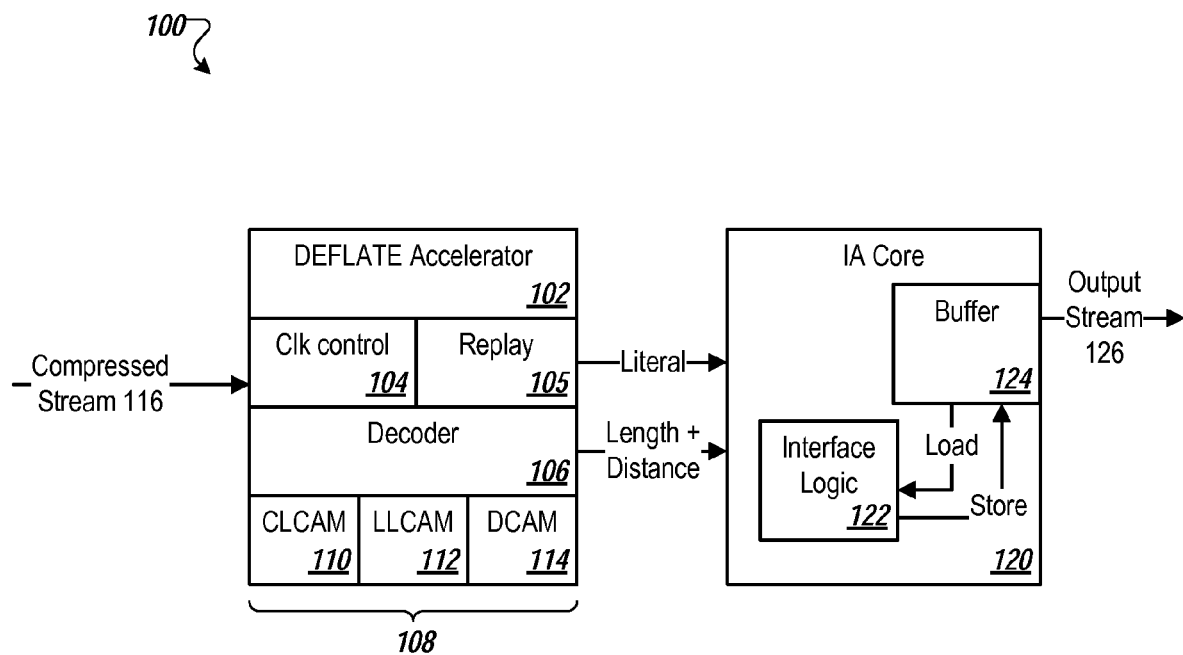 100
DEFLATE Accelerator
102
Clk control
104
Replay
105
Decoder
106
CLCAM
110
LLCAM
112
DCAM
114
108
Compressed
Stream 116
Literal
Length +
Distance
IA Core
Buffer
124
Interface
Logic
122
Load
Store
120
Output
Stream
126